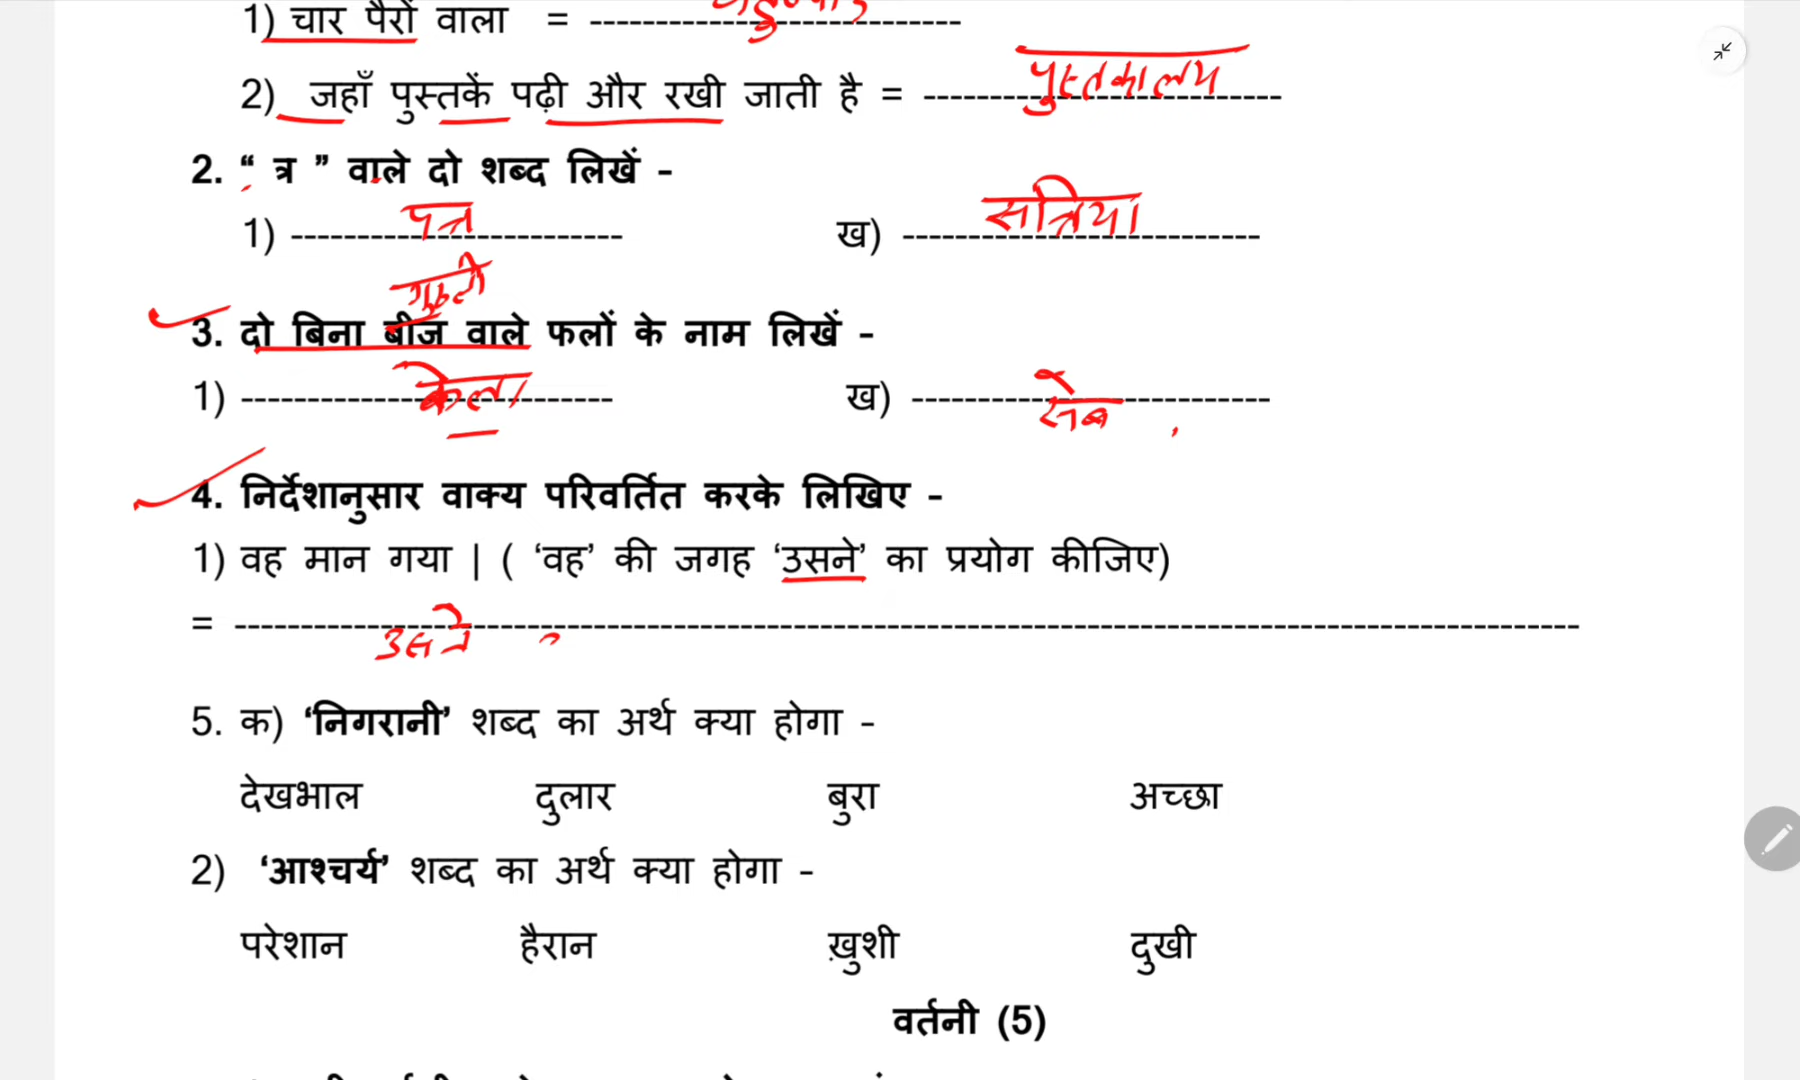 1) चार पैरों वाला = ----------------------------
2) जहाँ पुस्तकें पढ़ी और रखी जाती है = --------------------------- पुस्तकालय
2. “ त्र ” वाले दो शब्द लिखें -
1) ------------------------- पत्र ख) --------------------------- सत्रिया
गुठली
3. दो बिना बीज वाले फलों के नाम लिखें -
1) ---------------------------- केला ख) --------------------------- सेब
4. निर्देशानुसार वाक्य परिवर्तित करके लिखिए -
1) वह मान गया | ( ‘वह’ की जगह ‘उसने’ का प्रयोग कीजिए)
= ------------------------------------------------------------ उसने
5. क) ‘निगरानी’ शब्द का अर्थ क्या होगा -
देखभाल दुलार बुरा अच्छा
2) ‘आश्चर्य’ शब्द का अर्थ क्या होगा -
परेशान हैरान ख़ुशी दुखी
वर्तनी (5)